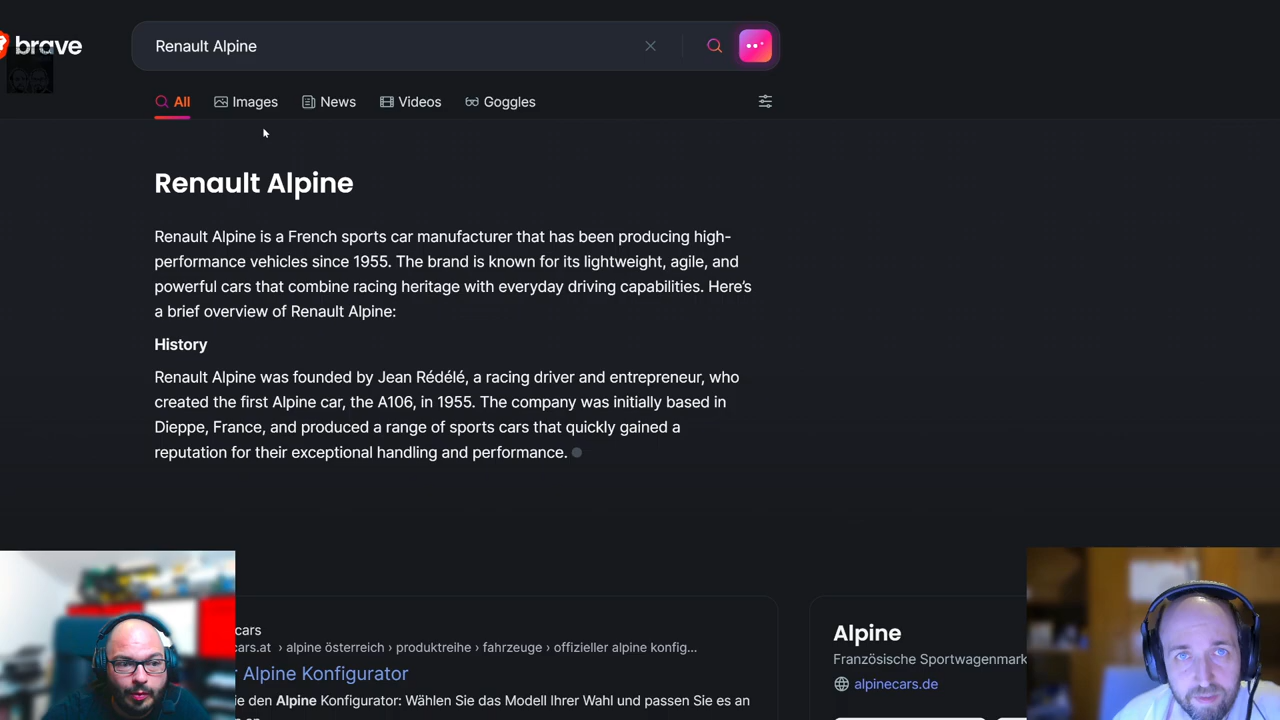 brave
Renault Alpine
All
Images
News
Videos
Goggles
Renault Alpine
Renault Alpine is a French sports car manufacturer that has been producing high-
performance vehicles since 1955. The brand is known for its lightweight, agile, and
powerful cars that combine racing heritage with everyday driving capabilities. Here’s
a brief overview of Renault Alpine:
History
Renault Alpine was founded by Jean Rédélé, a racing driver and entrepreneur, who
created the first Alpine car, the A106, in 1955. The company was initially based in
Dieppe, France, and produced a range of sports cars that quickly gained a
reputation for their exceptional handling and performance.
cars
cars.at › alpine österreich › produktreihe › fahrzeuge › offizieller alpine konfig...
Alpine Konfigurator
ie den Alpine Konfigurator: Wählen Sie das Modell Ihrer Wahl und passen Sie es an
Alpine
Französische Sportwagenmark
alpinecars.de